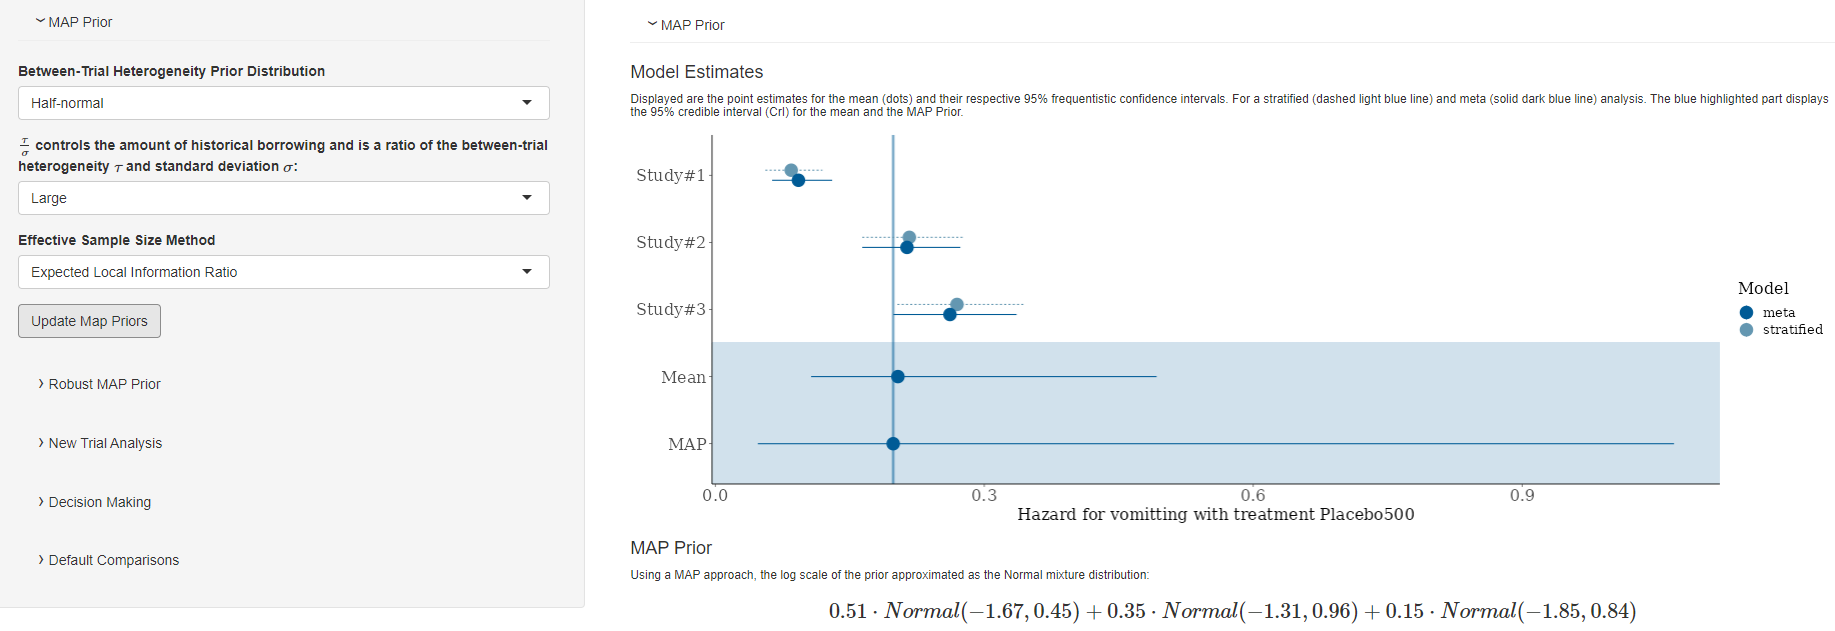 MAP Prior
Between-Trial Heterogeneity Prior Distribution
Half-normal
τ/σ controls the amount of historical borrowing and is a ratio of the between-trial
heterogeneity τ and standard deviation σ:
Large
Effective Sample Size Method
Expected Local Information Ratio
Update Map Priors
Robust MAP Prior
New Trial Analysis
Decision Making
Default Comparisons
MAP Prior
Model Estimates
Displayed are the point estimates for the mean (dots) and their respective 95% frequentistic confidence intervals. For a stratified (dashed light blue line) and meta (solid dark blue line) analysis. The blue highlighted part displays
the 95% credible interval (CrI) for the mean and the MAP Prior.
Study#1
Study#2
Study#3
Mean
MAP
0.0 0.3 0.6 0.9
Hazard for vomitting with treatment Placebo500
Model
meta
stratified
MAP Prior
Using a MAP approach, the log scale of the prior approximated as the Normal mixture distribution:
0.51 · Normal(−1.67, 0.45) + 0.35 · Normal(−1.31, 0.96) + 0.15 · Normal(−1.85, 0.84)